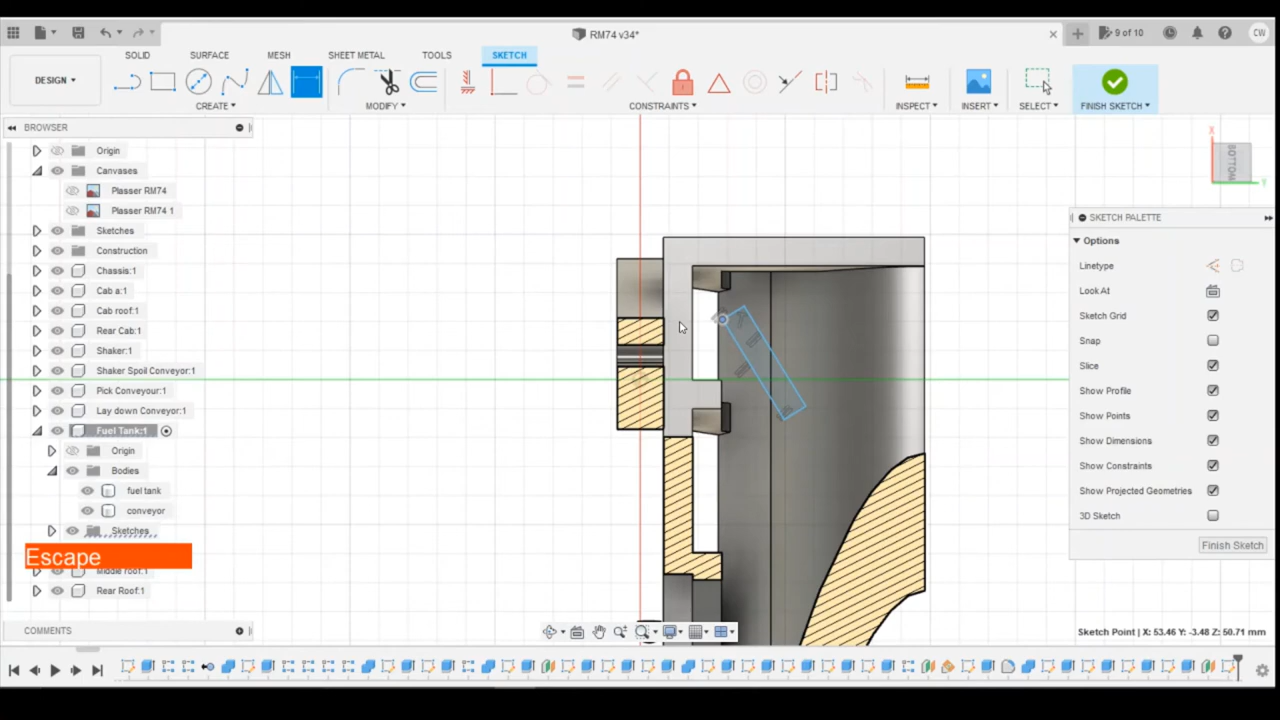 RM74 v34*
9 of 10
CW
DESIGN
SOLID
SURFACE
MESH
SHEET METAL
TOOLS
SKETCH
CREATE
MODIFY
CONSTRAINTS
INSPECT
INSERT
SELECT
FINISH SKETCH
BROWSER
Origin
Canvases
Plasser RM74
Plasser RM74 1
Sketches
Construction
Chassis:1
Cab a:1
Cab roof:1
Rear Cab:1
Shaker:1
Shaker Spoil Conveyor:1
Pick Conveyour:1
Lay down Conveyor:1
Fuel Tank:1
Origin
Bodies
fuel tank
conveyor
Sketches
Escape
Middle roof:1
Rear Roof:1
COMMENTS
X
BOTTOM
Y
SKETCH PALETTE
Options
Linetype
Look At
Sketch Grid
Snap
Slice
Show Profile
Show Points
Show Dimensions
Show Constraints
Show Projected Geometries
3D Sketch
Finish Sketch
Sketch Point | X: 53.46 Y: -3.48 Z: 50.71 mm